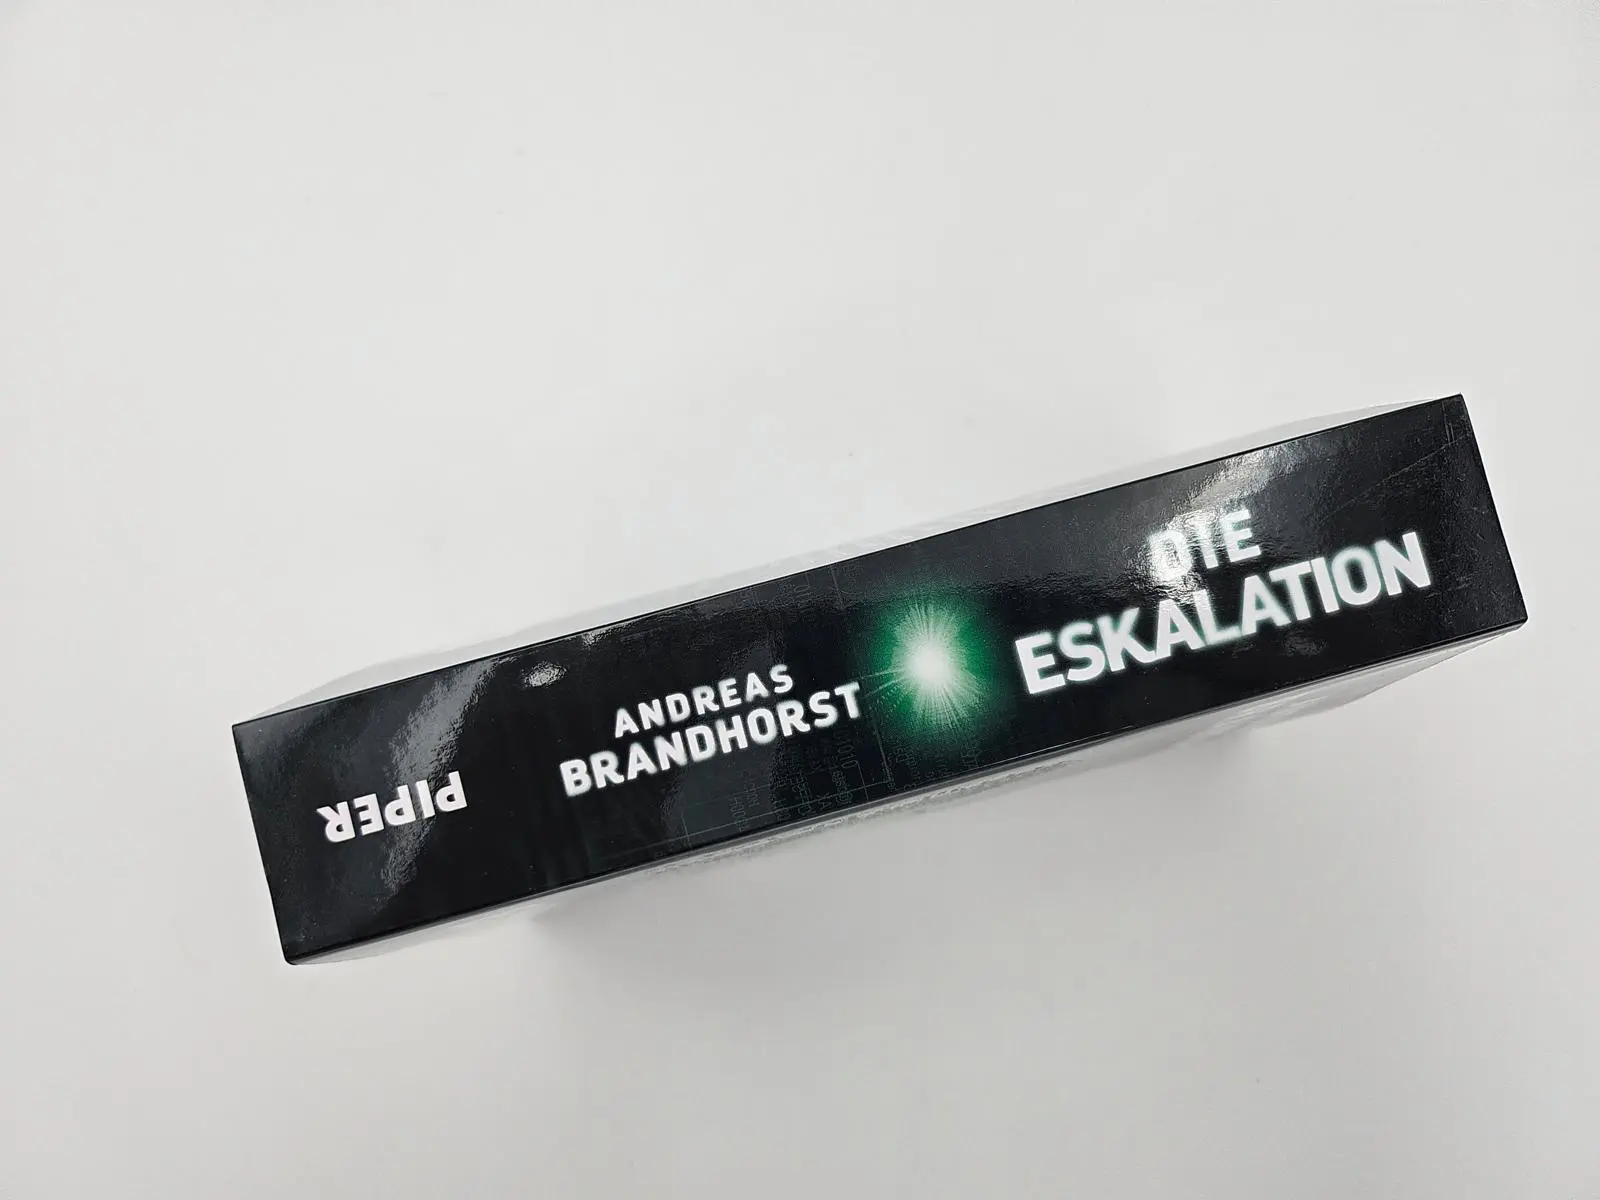 PIPER
ANDREAS
BRANDHORST
DIE
ESKALATION